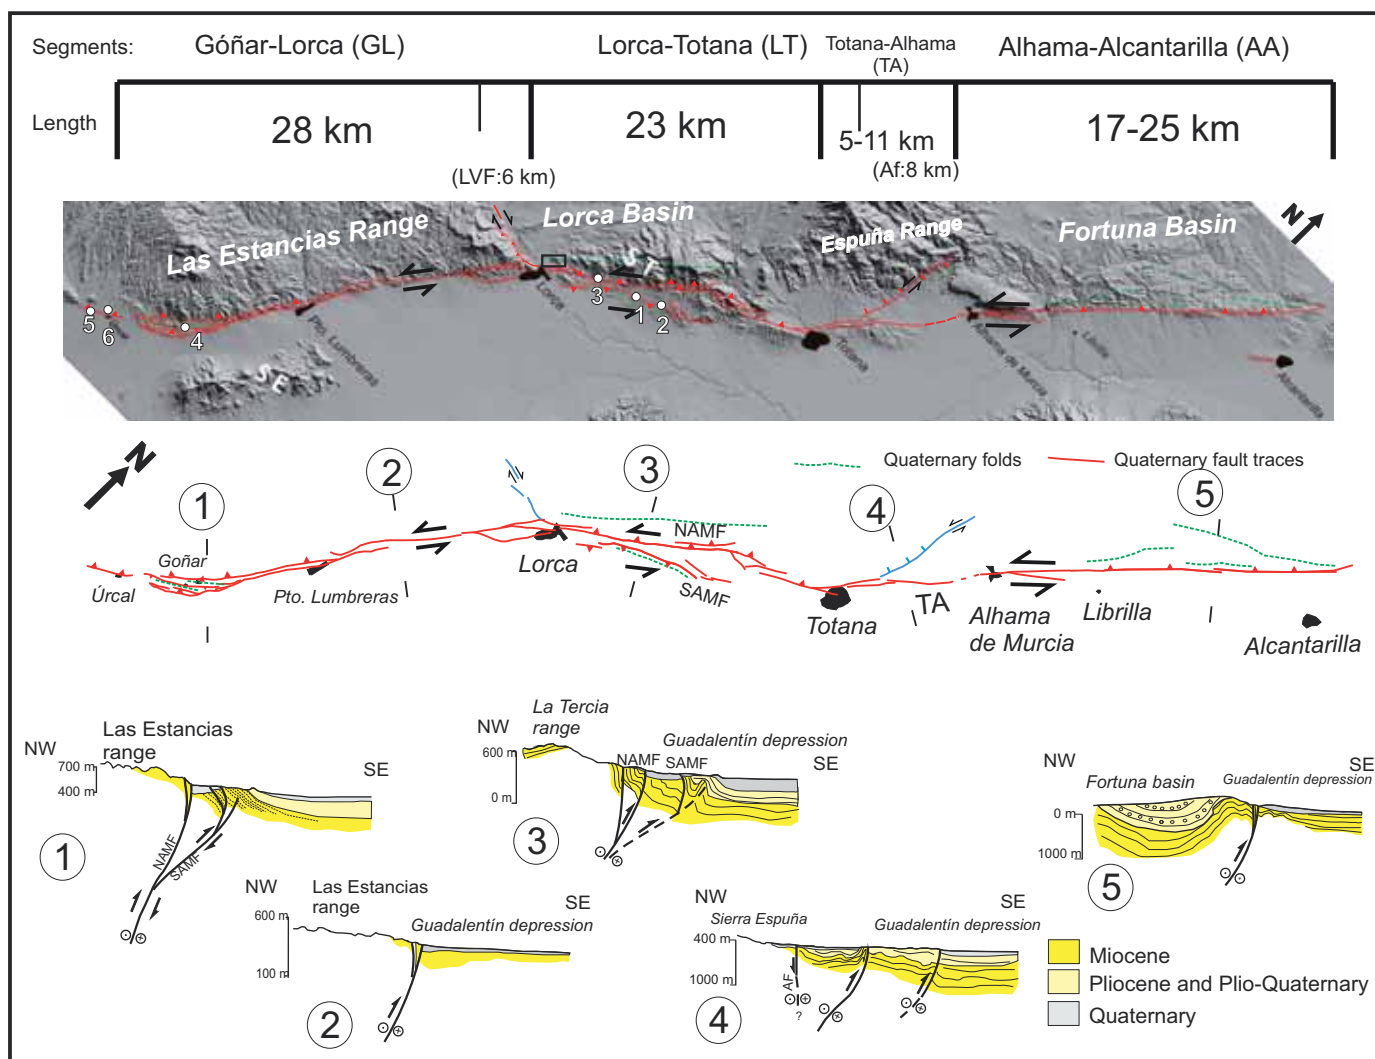 Segments:
Góñar-Lorca (GL)
Lorca-Totana (LT)
Totana-Alhama
(TA)
Alhama-Alcantarilla (AA)
Length
28 km
23 km
5-11 km
17-25 km
(LVF:6 km)
(Af:8 km)
Las Estancias Range
Lorca Basin
Espuña Range
Fortuna Basin
N
S T
S E
5
6
4
3
1
2
Lorca
Pto. Lumbreras
Totana
Alhama de Murcia
Librilla
Alcantarilla
N
1
2
3
4
5
Quaternary folds
Quaternary fault traces
Goñar
Úrcal
Pto. Lumbreras
Lorca
NAMF
SAMF
Totana
TA
Alhama
de Murcia
Librilla
Alcantarilla
NW
Las Estancias
range
SE
700 m
400 m
NAMF
SAMF
1
NW
Las Estancias
range
SE
Guadalentín depression
600 m
100 m
2
La Tercia
range
NW
Guadalentín depression
SE
600 m
0 m
NAMF
SAMF
3
NW
SE
Sierra Espuña
Guadalentín depression
400 m
1000 m
AF
?
4
NW
SE
Fortuna basin
Guadalentín depression
0 m
1000 m
5
Miocene
Pliocene and Plio-Quaternary
Quaternary